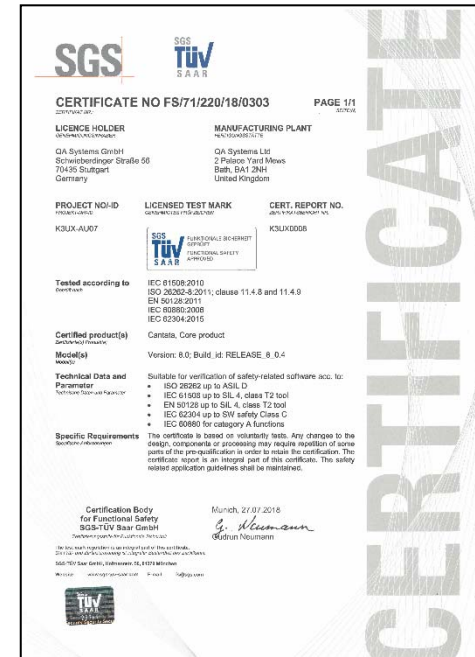 SGS
SGS
TÜV
SAAR
CERTIFICATE NO FS/71/220/18/0303 PAGE 1/1
LICENCE HOLDER MANUFACTURING PLANT
QA Systems GmbH QA Systems Ltd
Schwieberdinger Straße 56 2 Palace Yard Mews
70435 Stuttgart Bath, BA1 2NH
Germany United Kingdom
PROJECT NO/-ID LICENSED TEST MARK CERT. REPORT NO.
K3UX-AU07 K3UX0008
SGS
TÜV
SAAR
FUNKTIONALE SICHERHEIT
GEPRÜFT
FUNCTIONAL SAFETY
APPROVED
Tested according to IEC 61508:2010
ISO 26262-8:2011; clause 11.4.8 and 11.4.9
EN 50128:2011
IEC 60880:2006
IEC 62304:2015
Certified product(s) Cantata, Core product
Model(s) Version: 8.0; Build_id: RELEASE_8_0.4
Technical Data and Suitable for verification of safety-related software acc. to:
Parameter • ISO 26262 up to ASIL D
• IEC 61508 up to SIL 4, class T2 tool
• EN 50128 up to SIL 4, class T2 tool
• IEC 62304 up to SW safety Class C
• IEC 60880 for category A functions
Specific Requirements The certificate is based on voluntarily tests. Any changes to the
design, components or processing may require repetition of some
parts of the pre-qualification in order to retain the certification. The
certificate report is an integral part of this certificate. The safety
related application guidelines shall be maintained.
Certification Body Munich, 27.07.2018
for Functional Safety G. Neumann
SGS-TÜV Saar GmbH Gudrun Neumann
CERTIFICATE